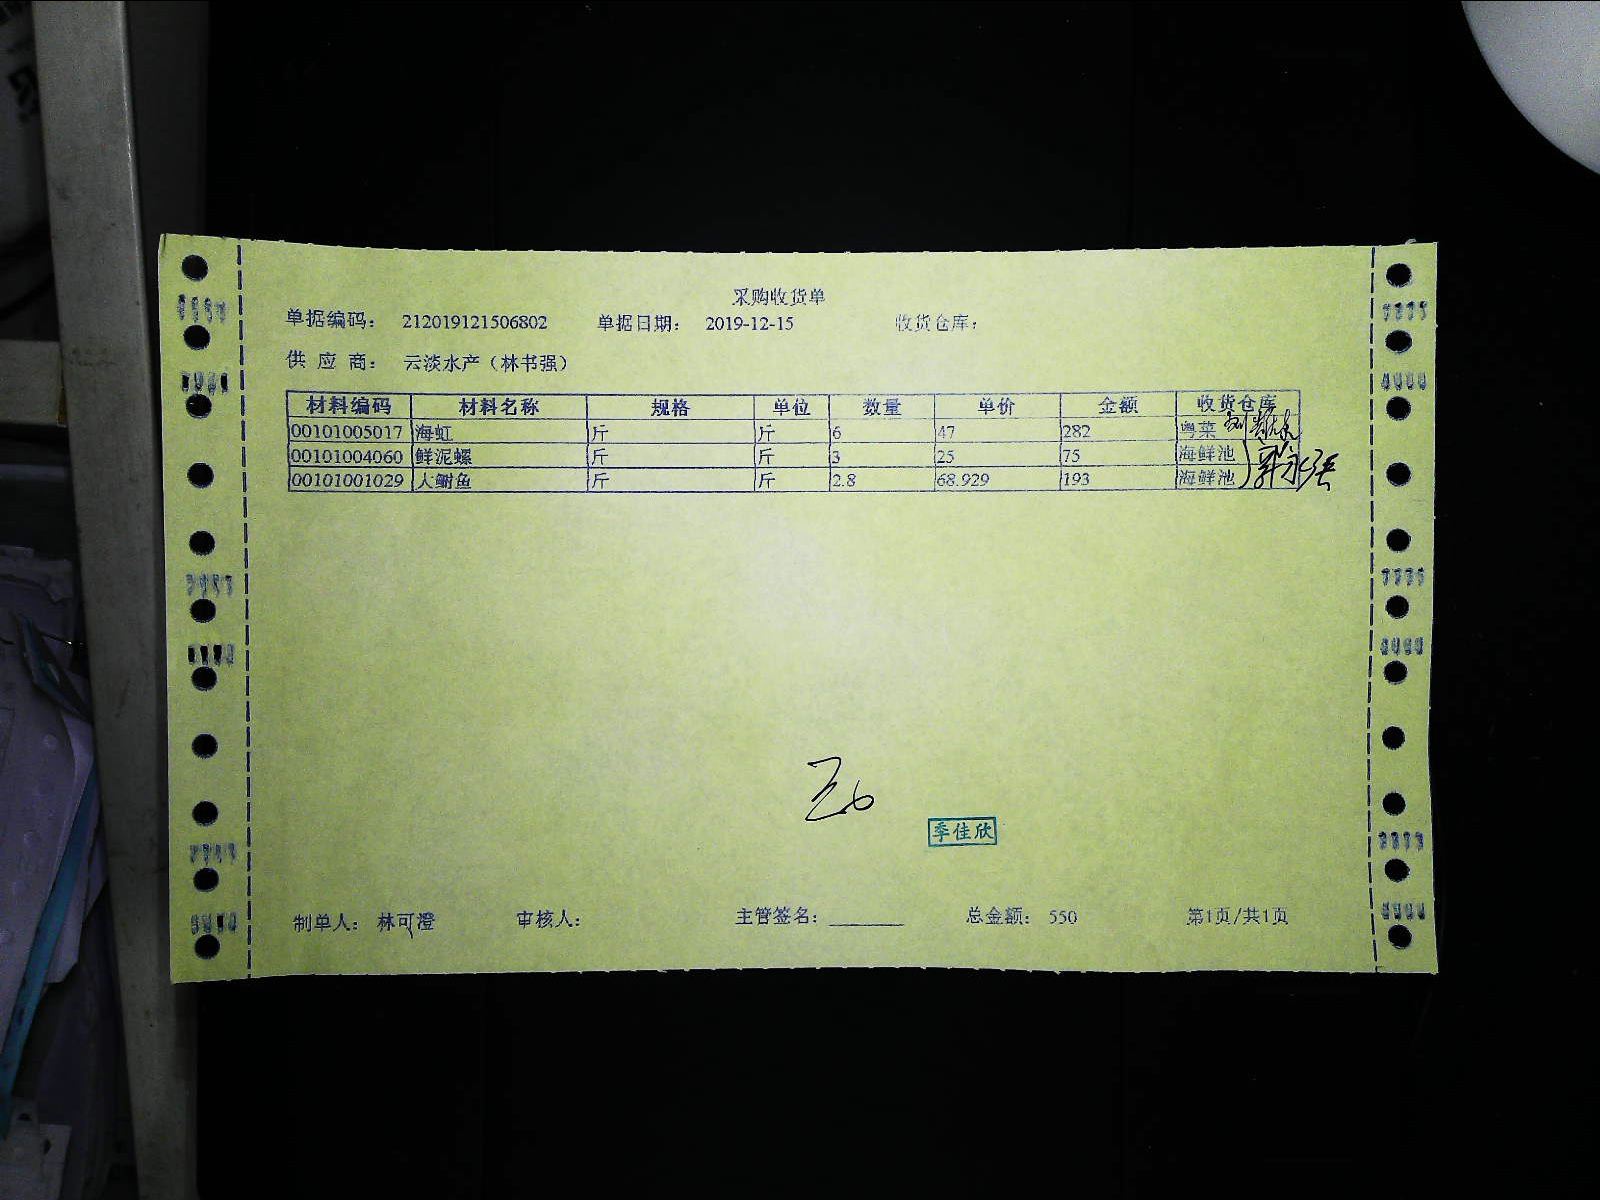 采购收货单
单据编码: 212019121506802 单据日期: 2019-12-15 收货仓库:
供应商: 云淡水产（林书强）
材料编码 材料名称 规格 单位 数量 单价 金额 收货仓库
00101005017 海虹 斤 斤 6 47 282 粤菜
00101004060 鲜泥螺 斤 斤 3 25 75 海鲜池
00101001029 大鲋鱼 斤 斤 2.8 68.929 193 海鲜池
季佳欣
制单人: 林可澄 审核人: 主管签名: 总金额: 550 第1页/共1页